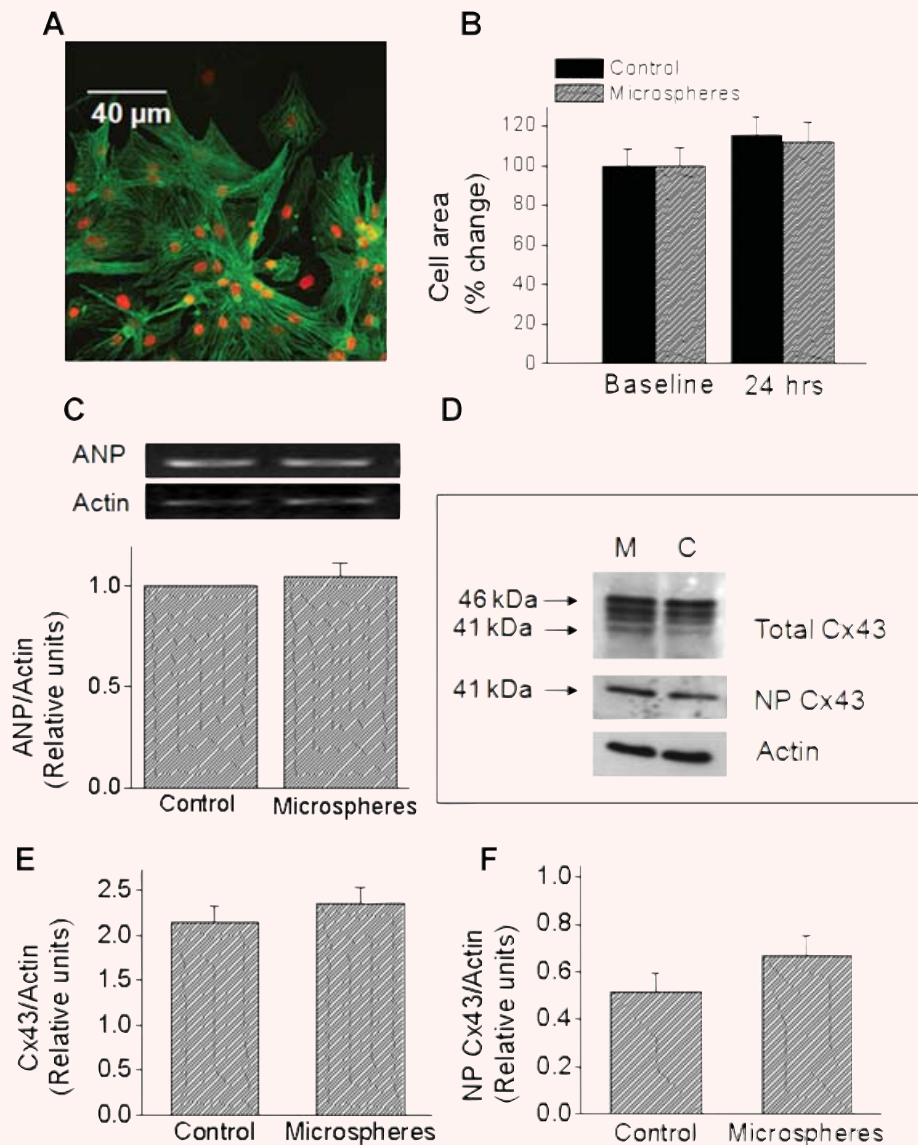 A
40 µm
B
Control
Microspheres
120
100
80
60
40
20
0
Cell area
(% change)
Baseline
24 hrs
C
ANP
Actin
1.0
0.5
0.0
ANP/Actin
(Relative units)
Control
Microspheres
D
M C
46 kDa
41 kDa
Total Cx43
41 kDa
NP Cx43
Actin
E
2.5
2.0
1.5
1.0
0.5
0.0
Cx43/Actin
(Relative units)
Control
Microspheres
F
1.0
0.8
0.6
0.4
0.2
0.0
NP Cx43/Actin
(Relative units)
Control
Microspheres